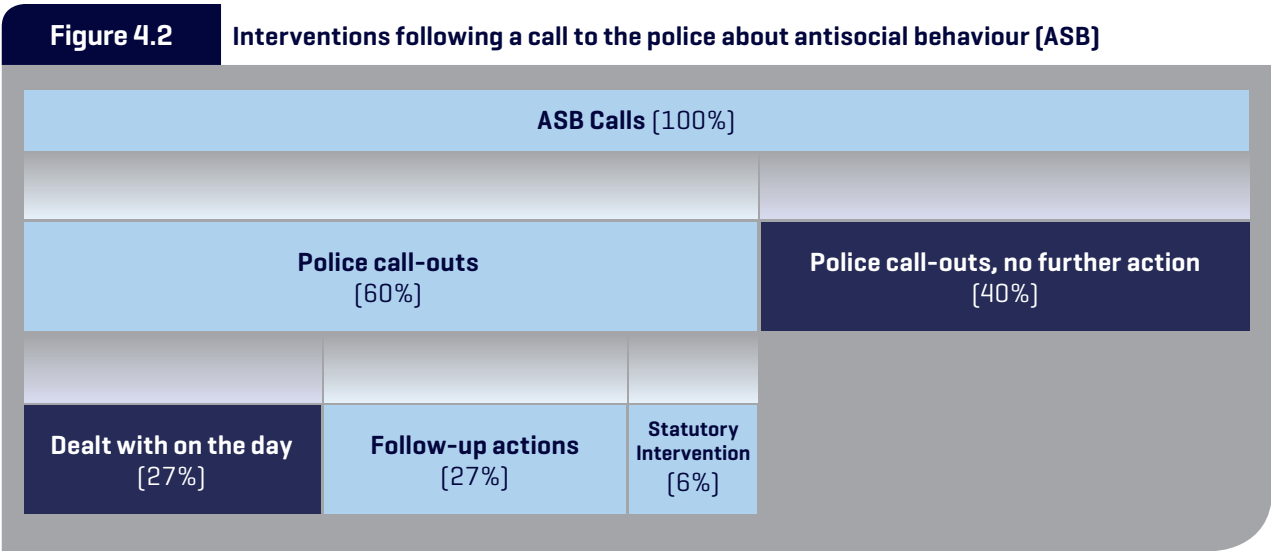 Figure 4.2
Interventions following a call to the police about antisocial behaviour (ASB)
ASB Calls (100%)
Police call-outs
(60%)
Police call-outs, no further action
(40%)
Dealt with on the day
(27%)
Follow-up actions
(27%)
Statutory
Intervention
(6%)